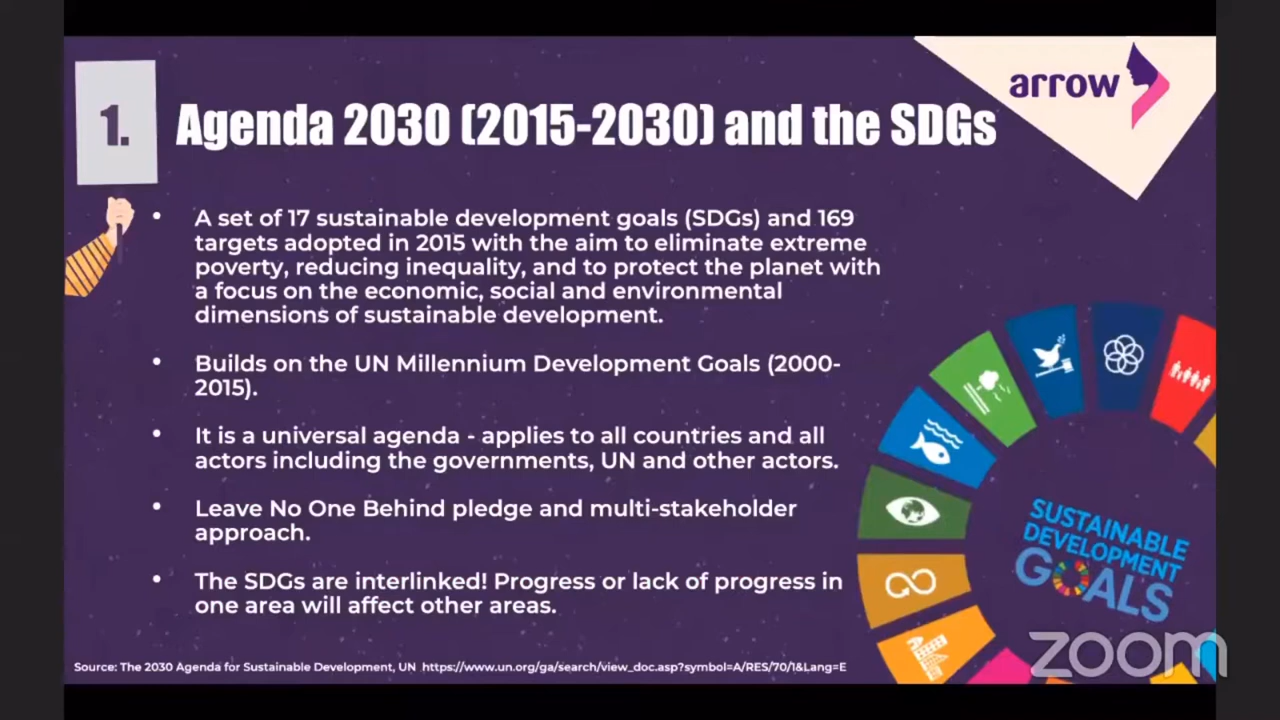 1.
Agenda 2030 (2015-2030) and the SDGs
arrow
• A set of 17 sustainable development goals (SDGs) and 169
targets adopted in 2015 with the aim to eliminate extreme
poverty, reducing inequality, and to protect the planet with
a focus on the economic, social and environmental
dimensions of sustainable development.
• Builds on the UN Millennium Development Goals (2000-
2015).
• It is a universal agenda - applies to all countries and all
actors including the governments, UN and other actors.
• Leave No One Behind pledge and multi-stakeholder
approach.
• The SDGs are interlinked! Progress or lack of progress in
one area will affect other areas.
SUSTAINABLE
DEVELOPMENT
GOALS
zoom
Source: The 2030 Agenda for Sustainable Development, UN https://www.un.org/ga/search/view_doc.asp?symbol=A/RES/70/1&Lang=E